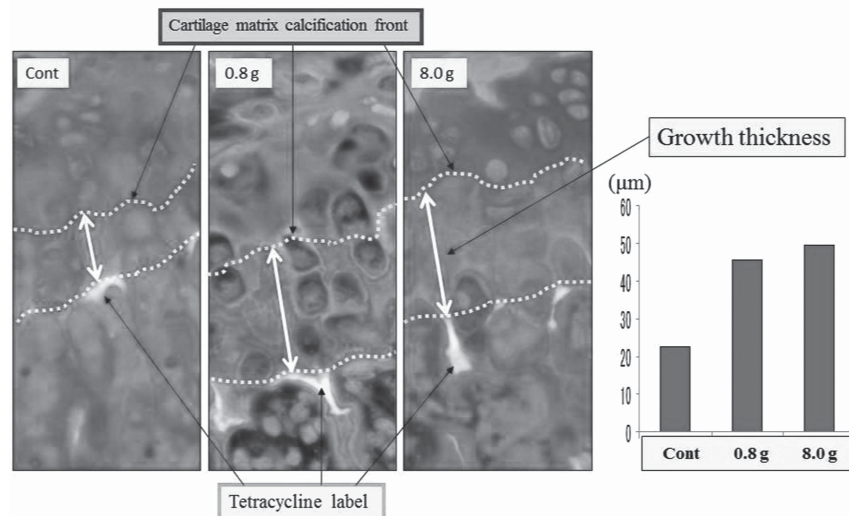 Cartilage matrix calcification front
Cont
0.8 g
8.0 g
Growth thickness
(μm)
60
50
40
30
20
10
0
Cont 0.8 g 8.0 g
Tetracycline label